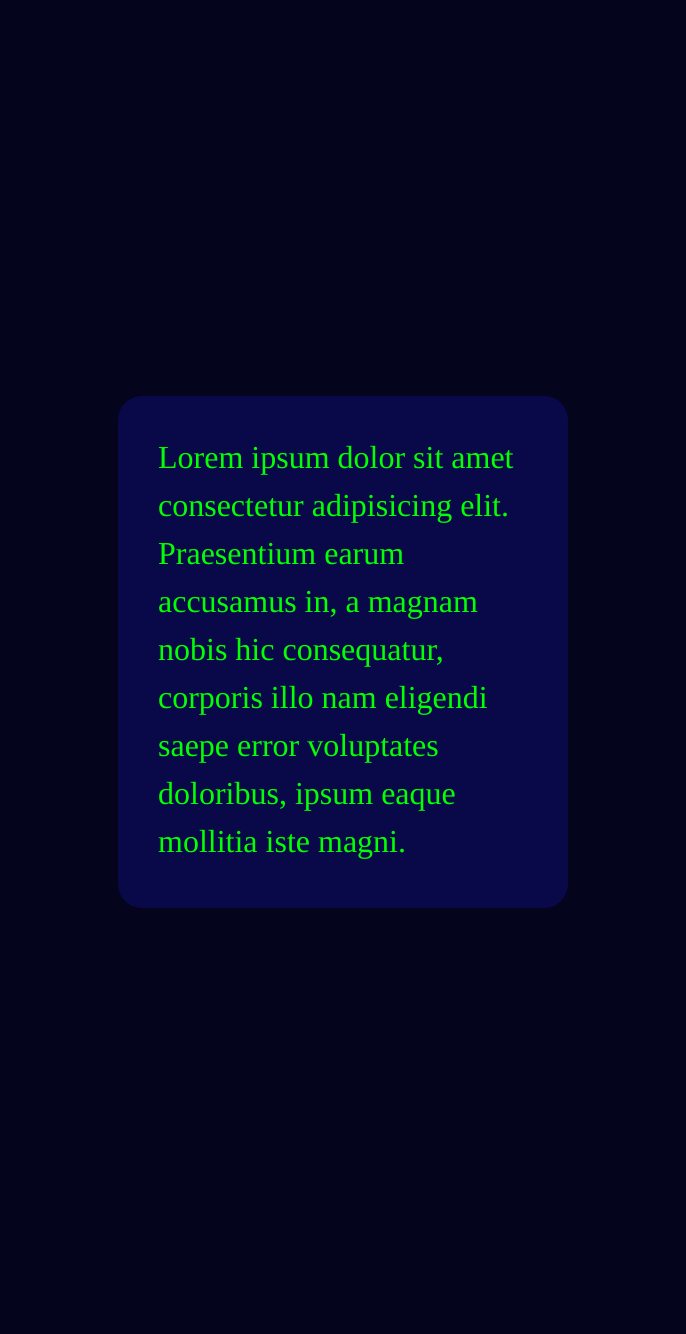 Lorem ipsum dolor sit amet
consectetur adipisicing elit.
Praesentium earum
accusamus in, a magnam
nobis hic consequatur,
corporis illo nam eligendi
saepe error voluptates
doloribus, ipsum eaque
mollitia iste magni.